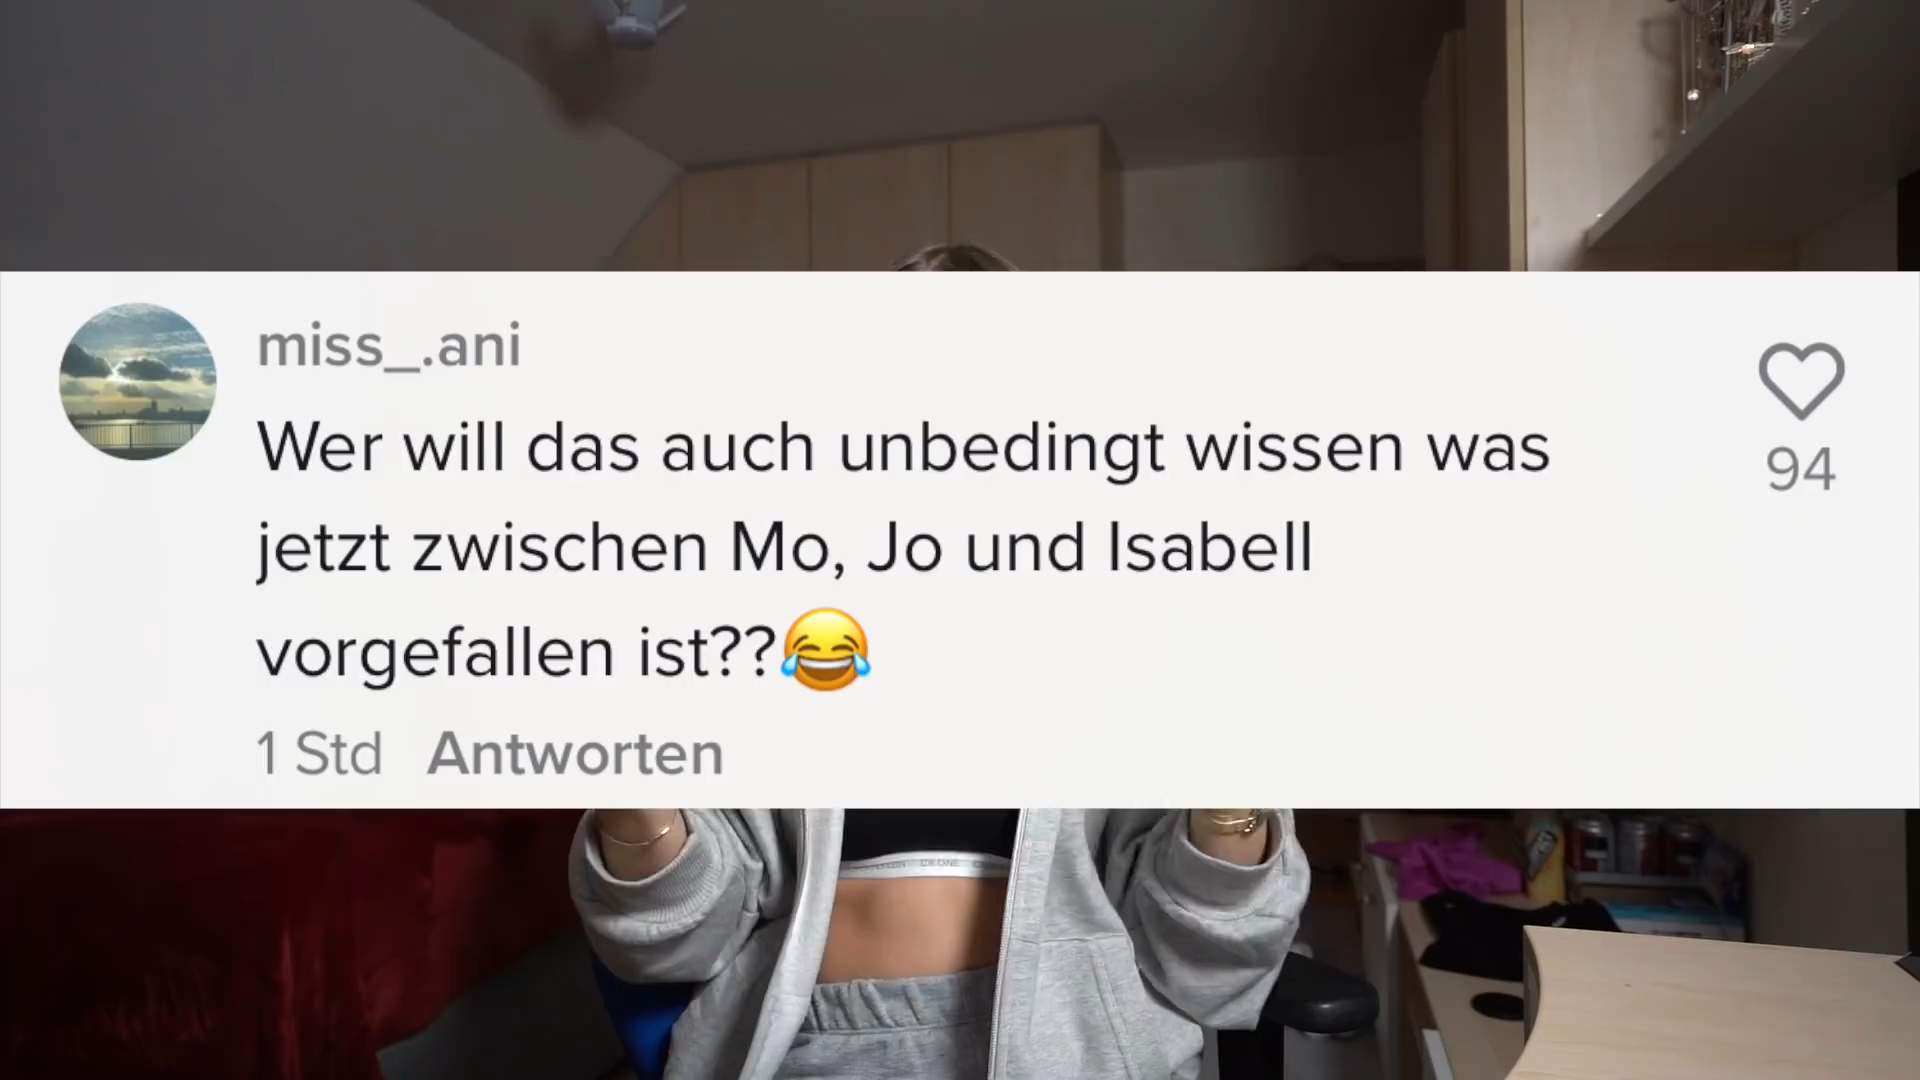 miss_.ani
Wer will das auch unbedingt wissen was
jetzt zwischen Mo, Jo und Isabell
vorgefallen ist??😂
94
1 Std Antworten